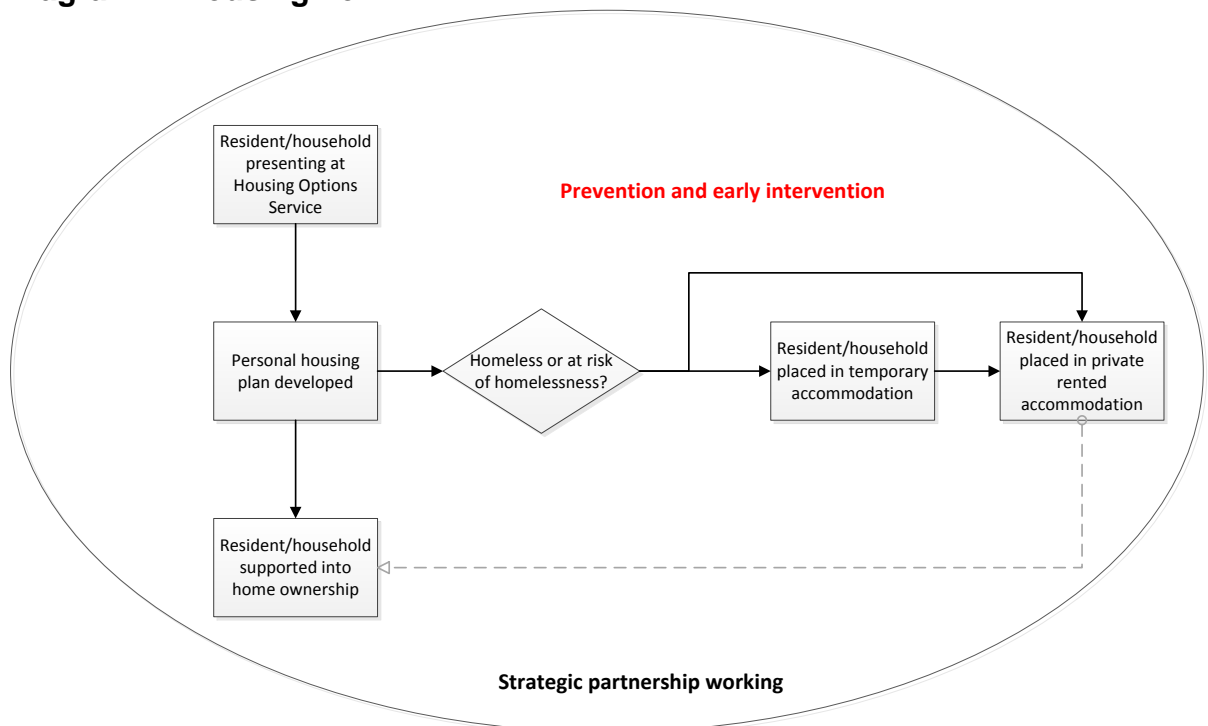 Resident/household
presenting at
Housing Options
Service
Prevention and early intervention
Personal housing
plan developed
Homeless or at risk
of homelessness?
Resident/household
placed in temporary
accommodation
Resident/household
placed in private
rented
accommodation
Resident/household
supported into
home ownership
Strategic partnership working